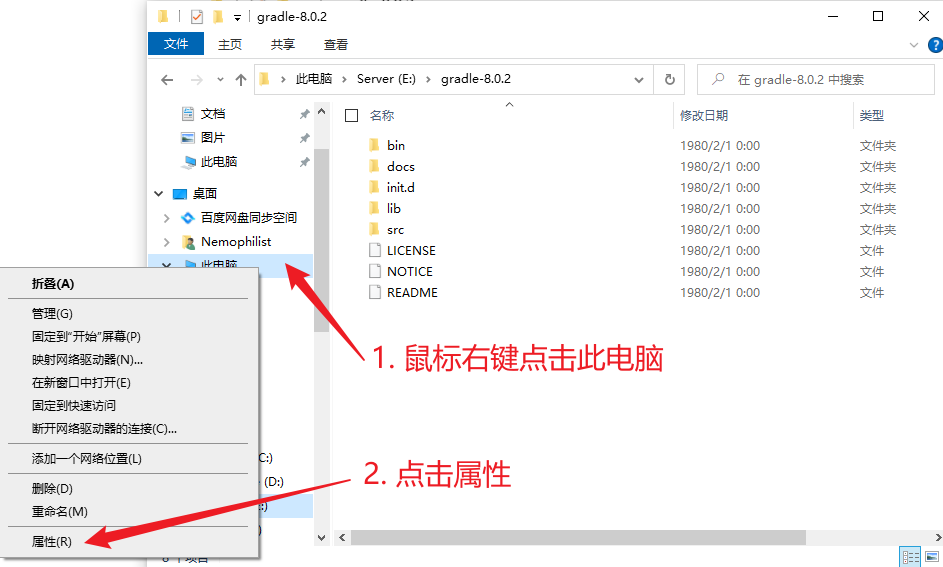 gradle-8.0.2
文件 主页 共享 查看
此电脑 Server (E:) gradle-8.0.2
在 gradle-8.0.2 中搜索
文档
图片
此电脑
桌面
百度网盘同步空间
Nemophilist
此电脑
名称 修改日期 类型
bin 1980/2/1 0:00 文件夹
docs 1980/2/1 0:00 文件夹
init.d 1980/2/1 0:00 文件夹
lib 1980/2/1 0:00 文件夹
src 1980/2/1 0:00 文件夹
LICENSE 1980/2/1 0:00 文件
NOTICE 1980/2/1 0:00 文件
README 1980/2/1 0:00 文件
折叠(A)
管理(G)
固定到"开始"屏幕(P)
映射网络驱动器(N)...
在新窗口中打开(E)
固定到快速访问
断开网络驱动器的连接(C)...
添加一个网络位置(L)
删除(D)
重命名(M)
属性(R)
C:)
(D:)
:)
1. 鼠标右键点击此电脑
2. 点击属性
8 个项目